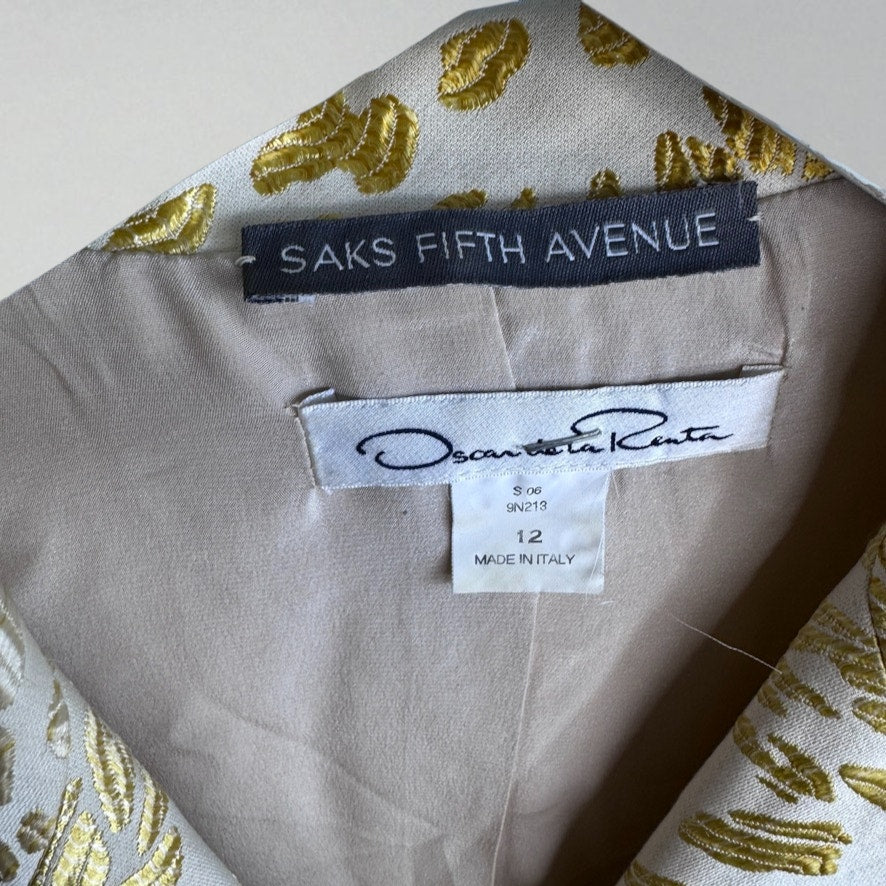 SAKS FIFTH AVENUE
Oscar de la Renta
S 06
9N213
12
MADE IN ITALY